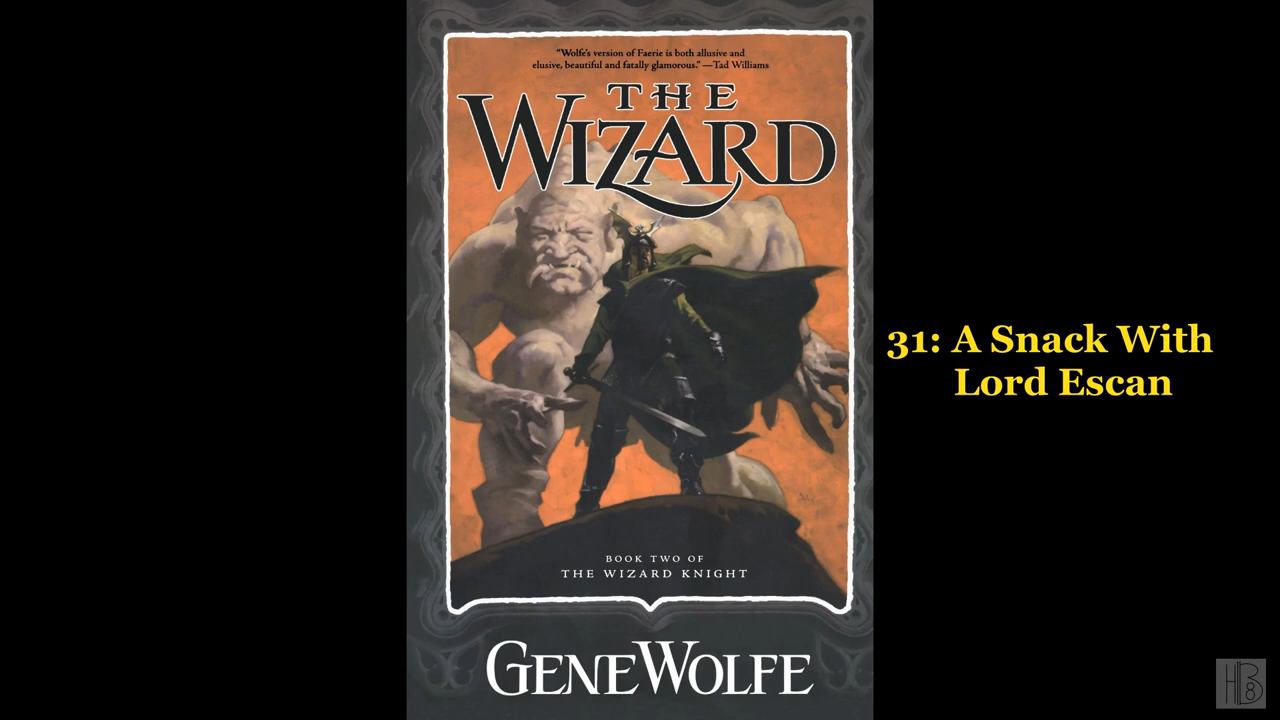 “Wolfe's version of Faerie is both allusive and
elusive, beautiful and fatally glamorous.” —Tad Williams
THE
WIZARD
31: A Snack With
Lord Escan
BOOK TWO OF
THE WIZARD KNIGHT
GENE WOLFE